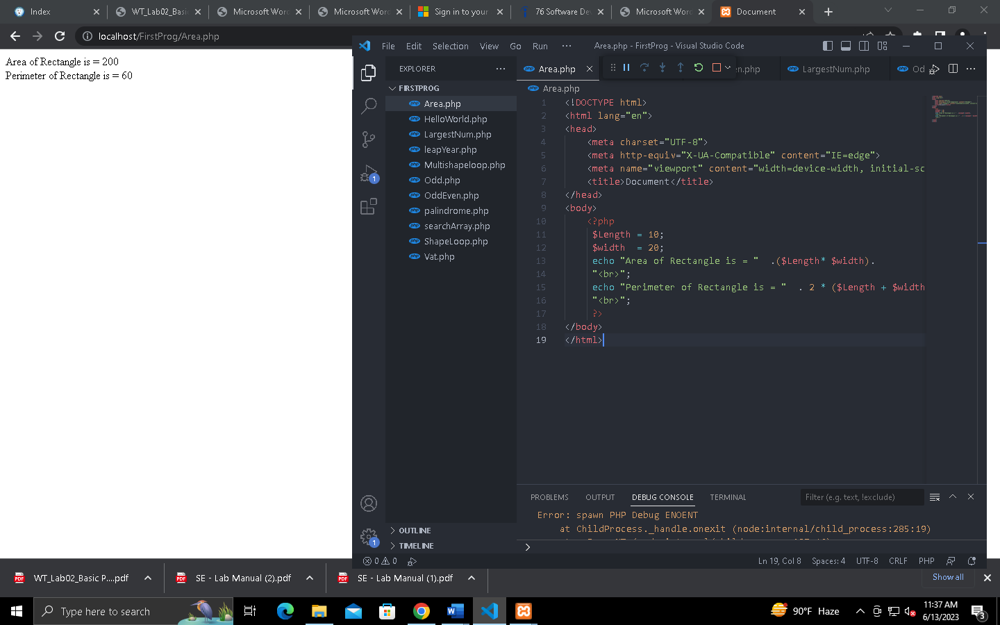 Index
WT_Lab02_Basi
Microsoft Word
Microsoft Word
Sign in to your
76 Software De
Microsoft Word
Document
localhost/FirstProg/Area.php
Area of Rectangle is = 200
Perimeter of Rectangle is = 60
File Edit Selection View Go Run ···
Area.php - FirstProg - Visual Studio Code
EXPLORER
Area.php
en.php
LargestNum.php
Od
FIRSTPROG
Area.php
HelloWorld.php
LargestNum.php
leapYear.php
Multishapeloop.php
Odd.php
OddEven.php
palindrome.php
searchArray.php
ShapeLoop.php
Vat.php
OUTLINE
TIMELINE
1
1
Area.php
1 <!DOCTYPE html>
2 <html lang="en">
3 <head>
4 <meta charset="UTF-8">
5 <meta http-equiv="X-UA-Compatible" content="IE=edge">
6 <meta name="viewport" content="width=device-width, initial-sc
7 <title>Document</title>
8 </head>
9 <body>
10 <?php
11 $Length = 10;
12 $width  = 20;
13 echo "Area of Rectangle is = "  .($Length* $width).
14 "<br>";
15 echo "Perimeter of Rectangle is = "  . 2 * ($Length + $width
16 "<br>";
17 ?>
18 </body>
19 </html>
PROBLEMS OUTPUT DEBUG CONSOLE TERMINAL
Filter (e.g. text, !exclude)
Error: spawn PHP Debug ENOENT
at ChildProcess._handle.onexit (node:internal/child_process:285:19)
0 0
Ln 19, Col 8 Spaces: 4 UTF-8 CRLF PHP
WT_Lab02_Basic P....pdf
SE - Lab Manual (2).pdf
SE - Lab Manual (1).pdf
Show all
Type here to search
90°F Haze
11:37 AM
6/13/2023
3